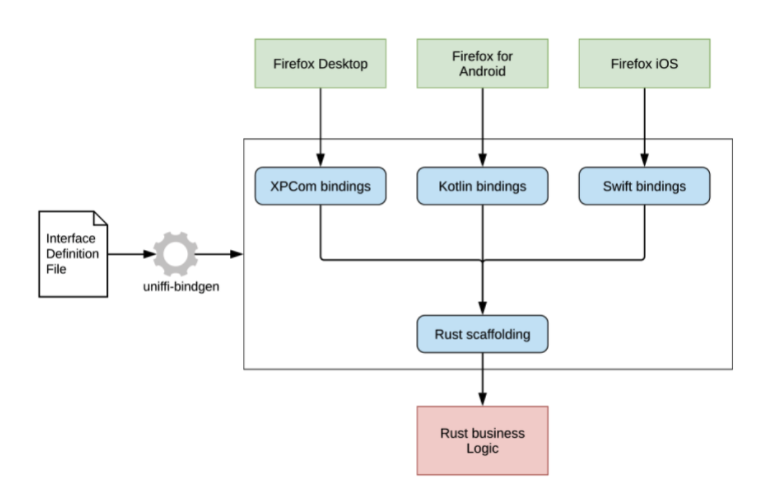 Firefox Desktop
Firefox for
Android
Firefox iOS
XPCom bindings
Kotlin bindings
Swift bindings
Interface
Definition
File
uniffi-bindgen
Rust scaffolding
Rust business
Logic